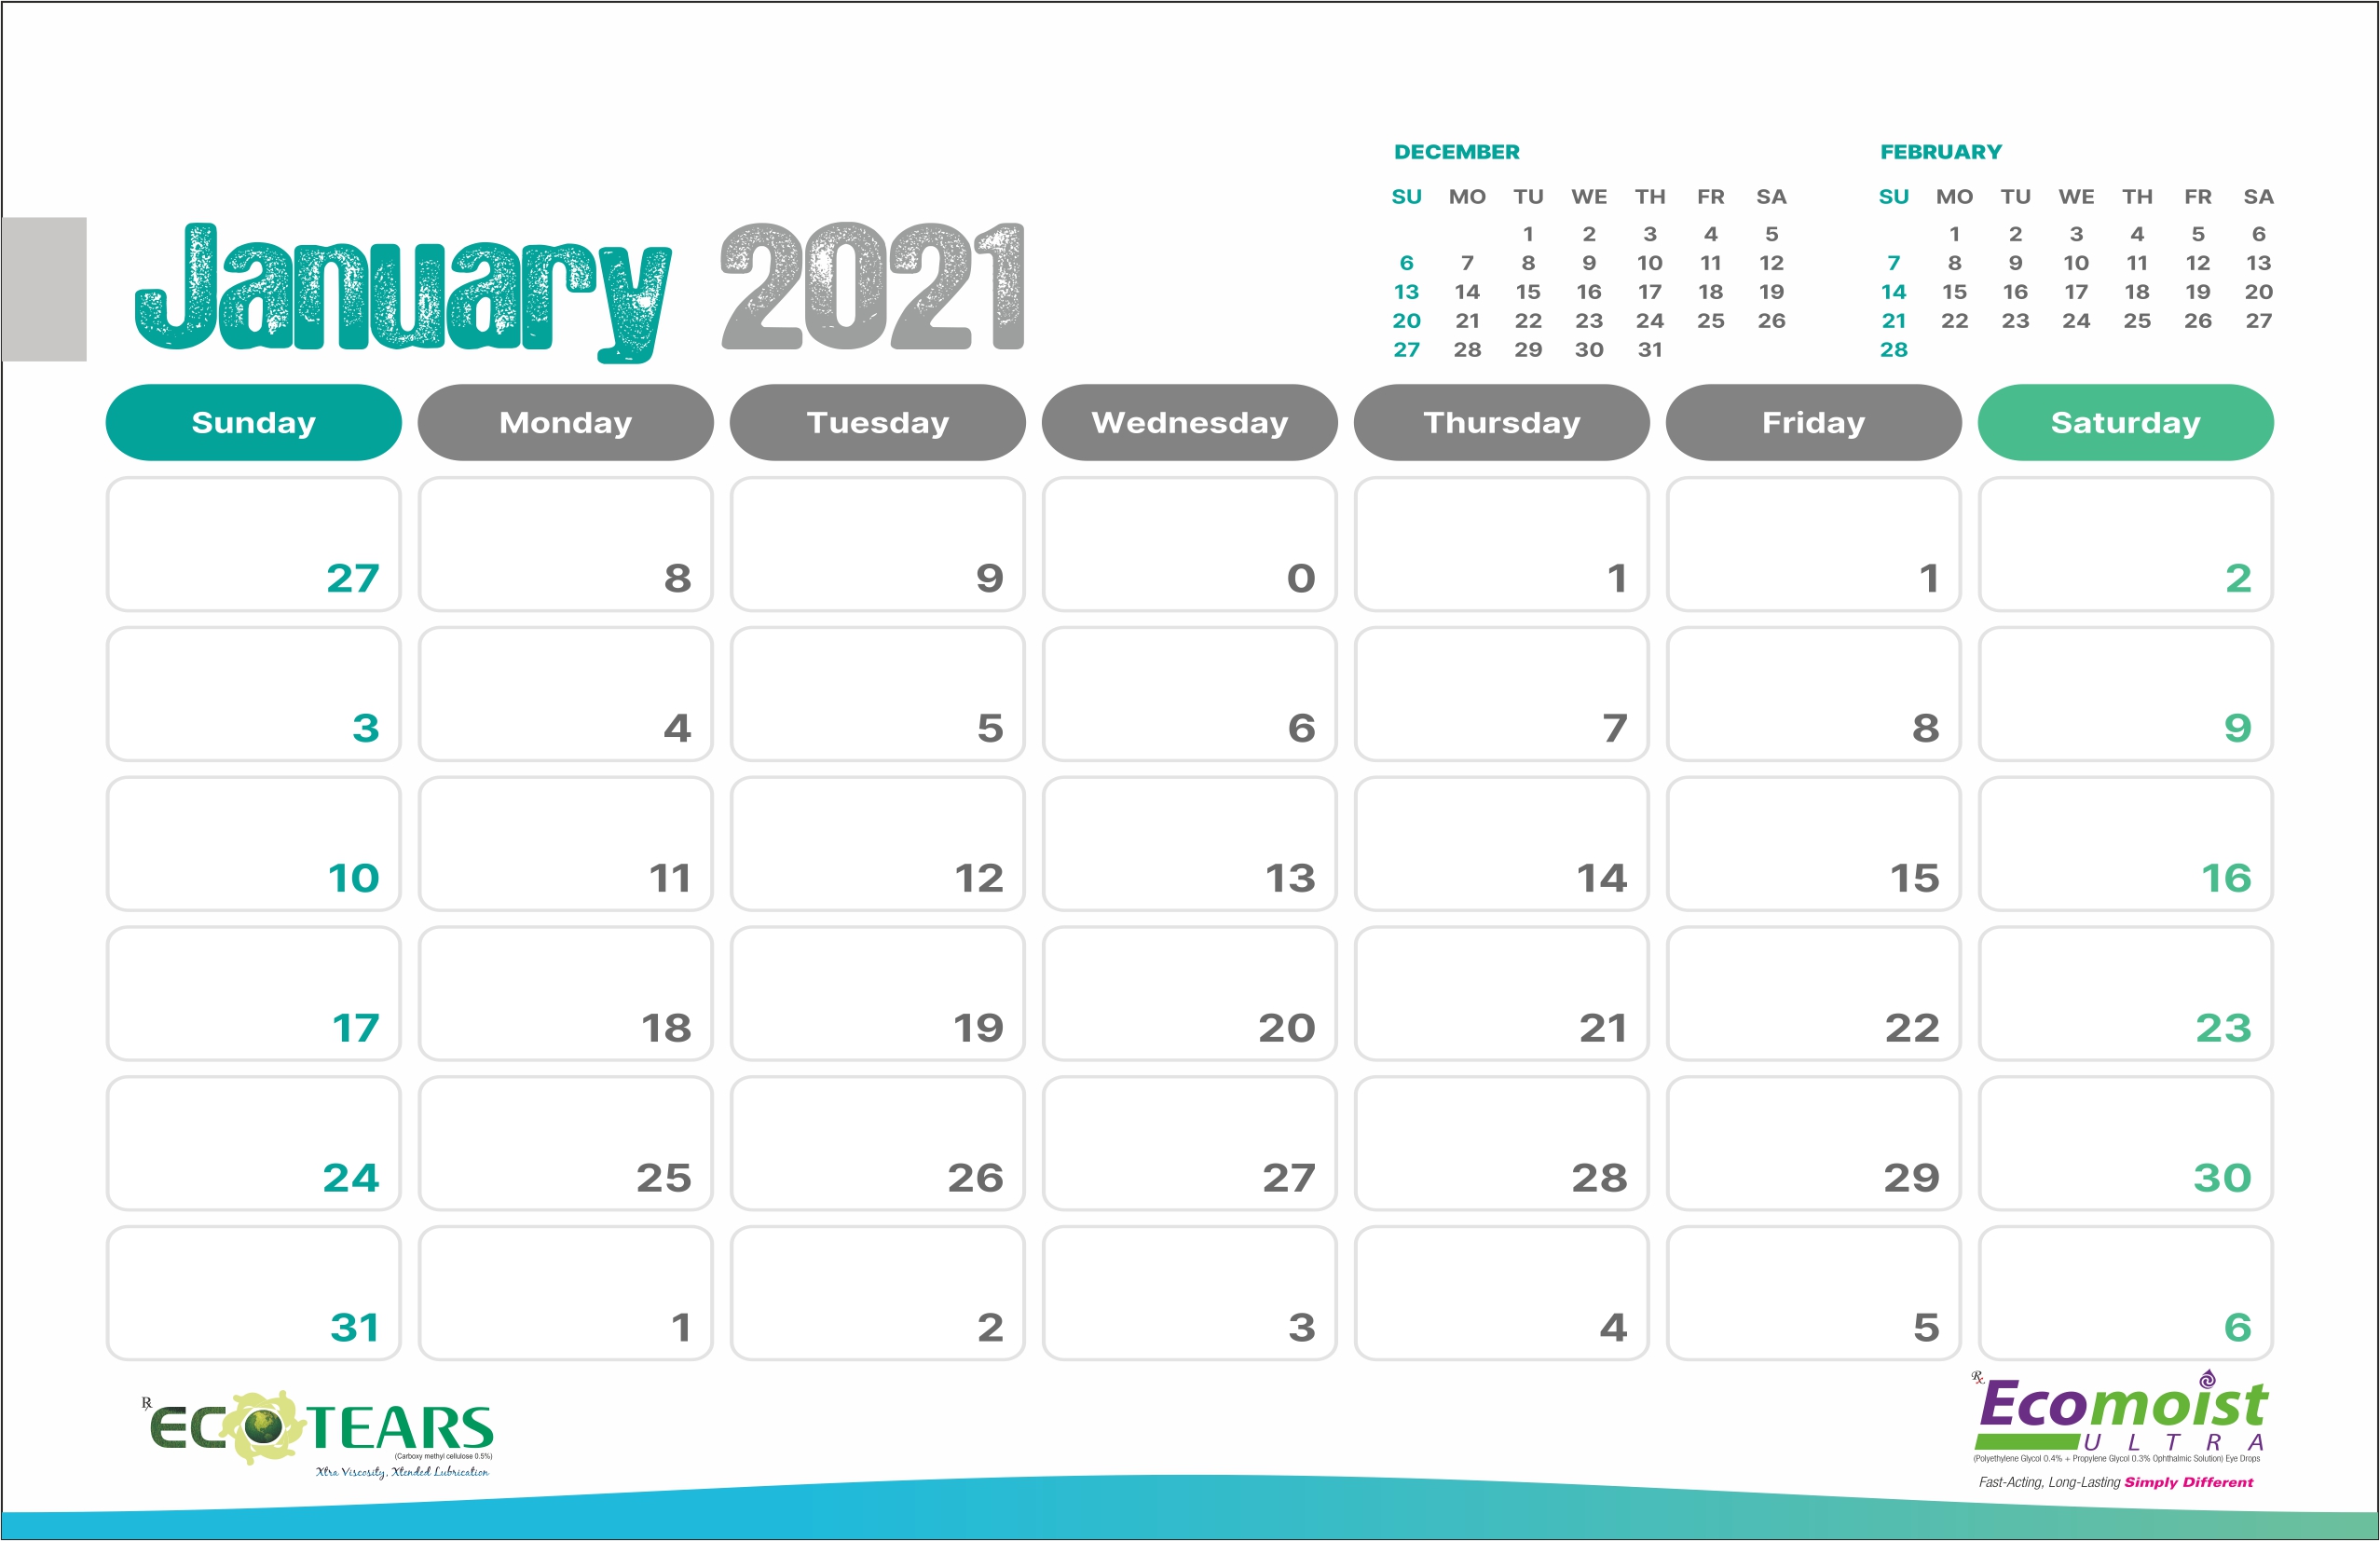 DECEMBER
SU MO TU WE TH FR SA
1 2 3 4 5
6 7 8 9 10 11 12
13 14 15 16 17 18 19
20 21 22 23 24 25 26
27 28 29 30 31
FEBRUARY
SU MO TU WE TH FR SA
1 2 3 4 5 6
7 8 9 10 11 12 13
14 15 16 17 18 19 20
21 22 23 24 25 26 27
28
January 2021
Sunday Monday Tuesday Wednesday Thursday Friday Saturday
27 8 9 0 1 1 2
3 4 5 6 7 8 9
10 11 12 13 14 15 16
17 18 19 20 21 22 23
24 25 26 27 28 29 30
31 1 2 3 4 5 6
℞ ECOTEARS
(Carboxy methyl cellulose 0.5%)
Xtra Viscosity, Xtended Lubrication
℞ Ecomoist
ULTRA
(Polyethylene Glycol 0.4% + Propylene Glycol 0.3% Ophthalmic Solution) Eye Drops
Fast-Acting, Long-Lasting Simply Different